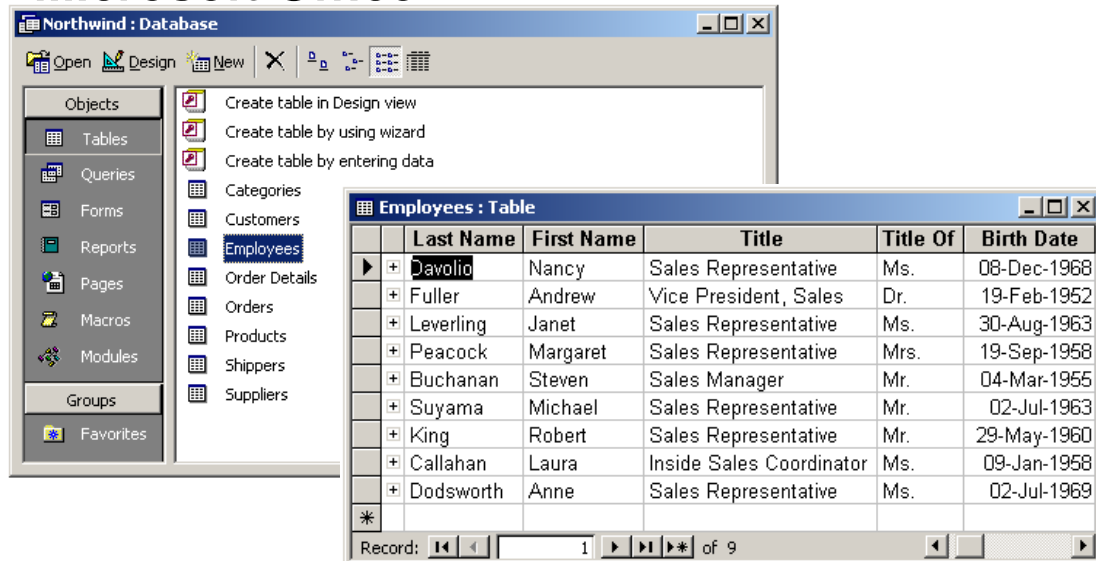 Northwind : Database
Open Design New
Objects
Tables
Queries
Forms
Reports
Pages
Macros
Modules
Groups
Favorites
Create table in Design view
Create table by using wizard
Create table by entering data
Categories
Customers
Employees
Order Details
Orders
Products
Shippers
Suppliers
Employees : Table
Last Name First Name Title Title Of Birth Date
Davolio Nancy Sales Representative Ms. 08-Dec-1968
Fuller Andrew Vice President, Sales Dr. 19-Feb-1952
Leverling Janet Sales Representative Ms. 30-Aug-1963
Peacock Margaret Sales Representative Mrs. 19-Sep-1958
Buchanan Steven Sales Manager Mr. 04-Mar-1955
Suyama Michael Sales Representative Mr. 02-Jul-1963
King Robert Sales Representative Mr. 29-May-1960
Callahan Laura Inside Sales Coordinator Ms. 09-Jan-1958
Dodsworth Anne Sales Representative Ms. 02-Jul-1969
Record: 1 of 9